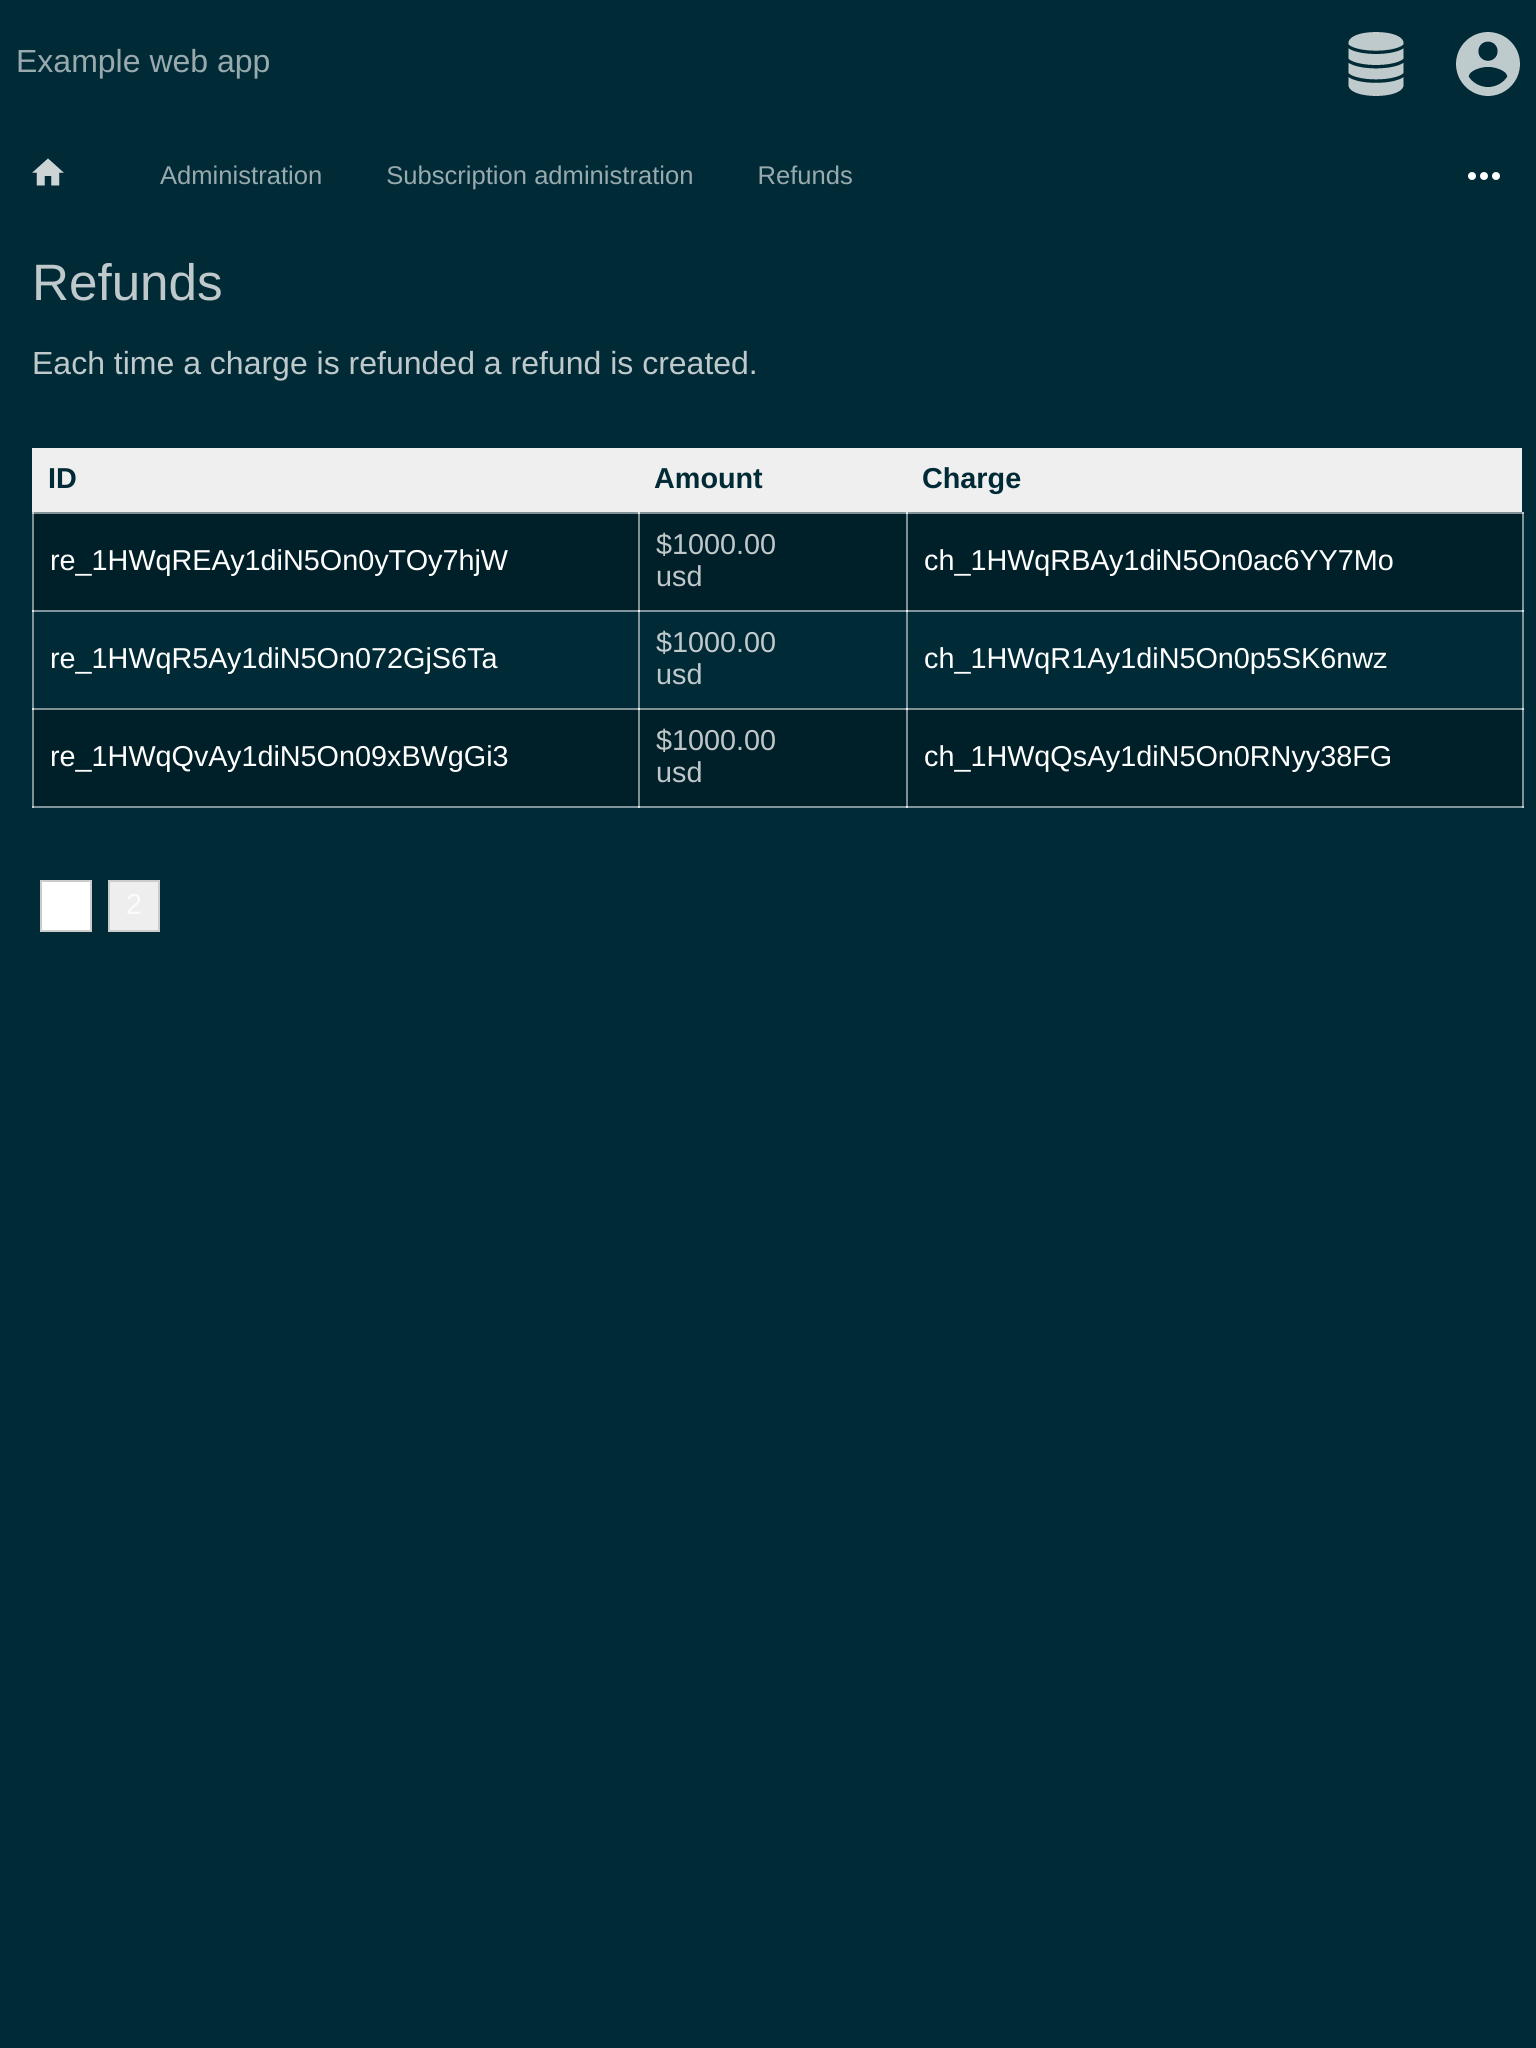 Example web app
Administration Subscription administration Refunds
Refunds
Each time a charge is refunded a refund is created.
ID Amount Charge
re_1HWqREAy1diN5On0yTOy7hjW $1000.00 ch_1HWqRBAy1diN5On0ac6YY7Mo
usd
re_1HWqR5Ay1diN5On072GjS6Ta $1000.00 ch_1HWqR1Ay1diN5On0p5SK6nwz
usd
re_1HWqQvAy1diN5On09xBWgGi3 $1000.00 ch_1HWqQsAy1diN5On0RNyy38FG
usd
2